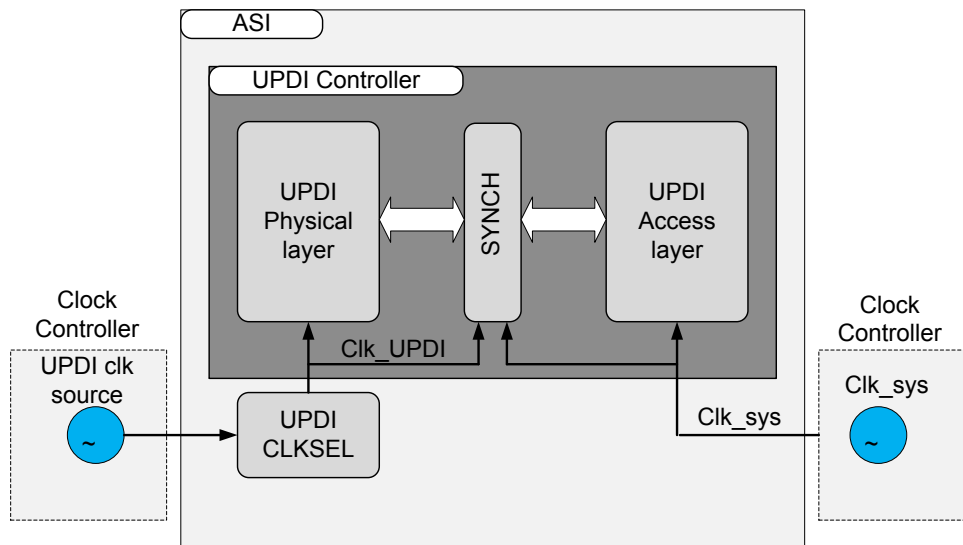 ASI
UPDI Controller
UPDI
Physical
layer
SYNCH
UPDI
Access
layer
Clock
Controller
UPDI clk
source
~
Clk_UPDI
UPDI
CLKSEL
Clk_sys
Clock
Controller
Clk_sys
~